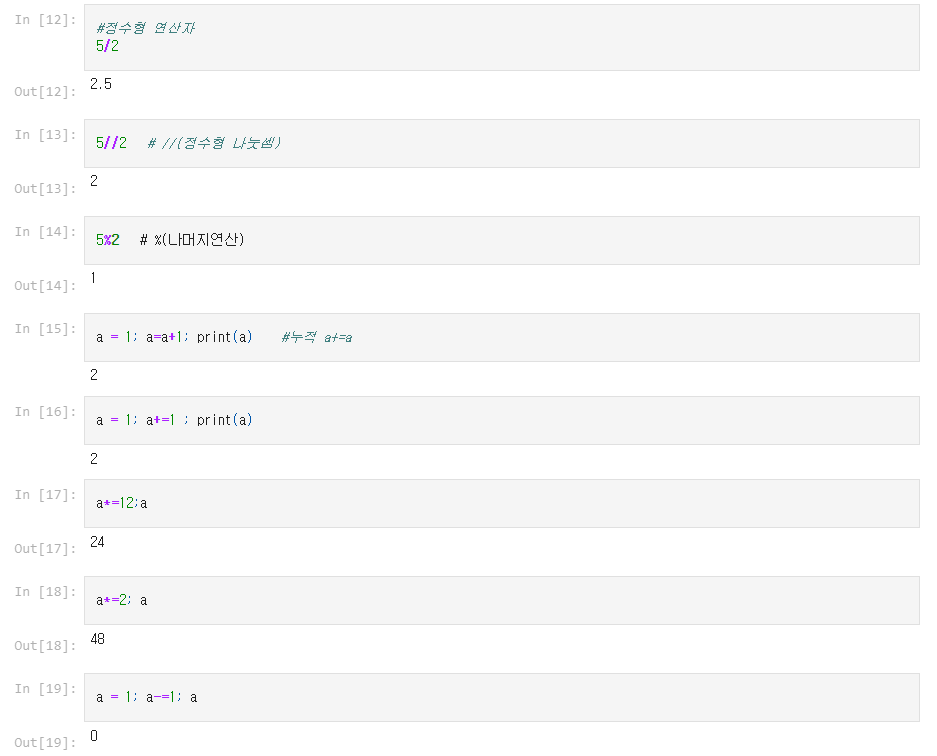 In [12]:
#정수형 연산자
5/2
2.5
Out[12]:
In [13]:
5//2 # //(정수형 나눗셈)
2
Out[13]:
In [14]:
5%2 # %(나머지연산)
1
Out[14]:
In [15]:
a = 1; a=a+1; print(a) #누적 a+=a
2
In [16]:
a = 1; a+=1 ; print(a)
2
In [17]:
a*=12;a
24
Out[17]:
In [18]:
a*=2; a
48
Out[18]:
In [19]:
a = 1; a-=1; a
0
Out[19]: